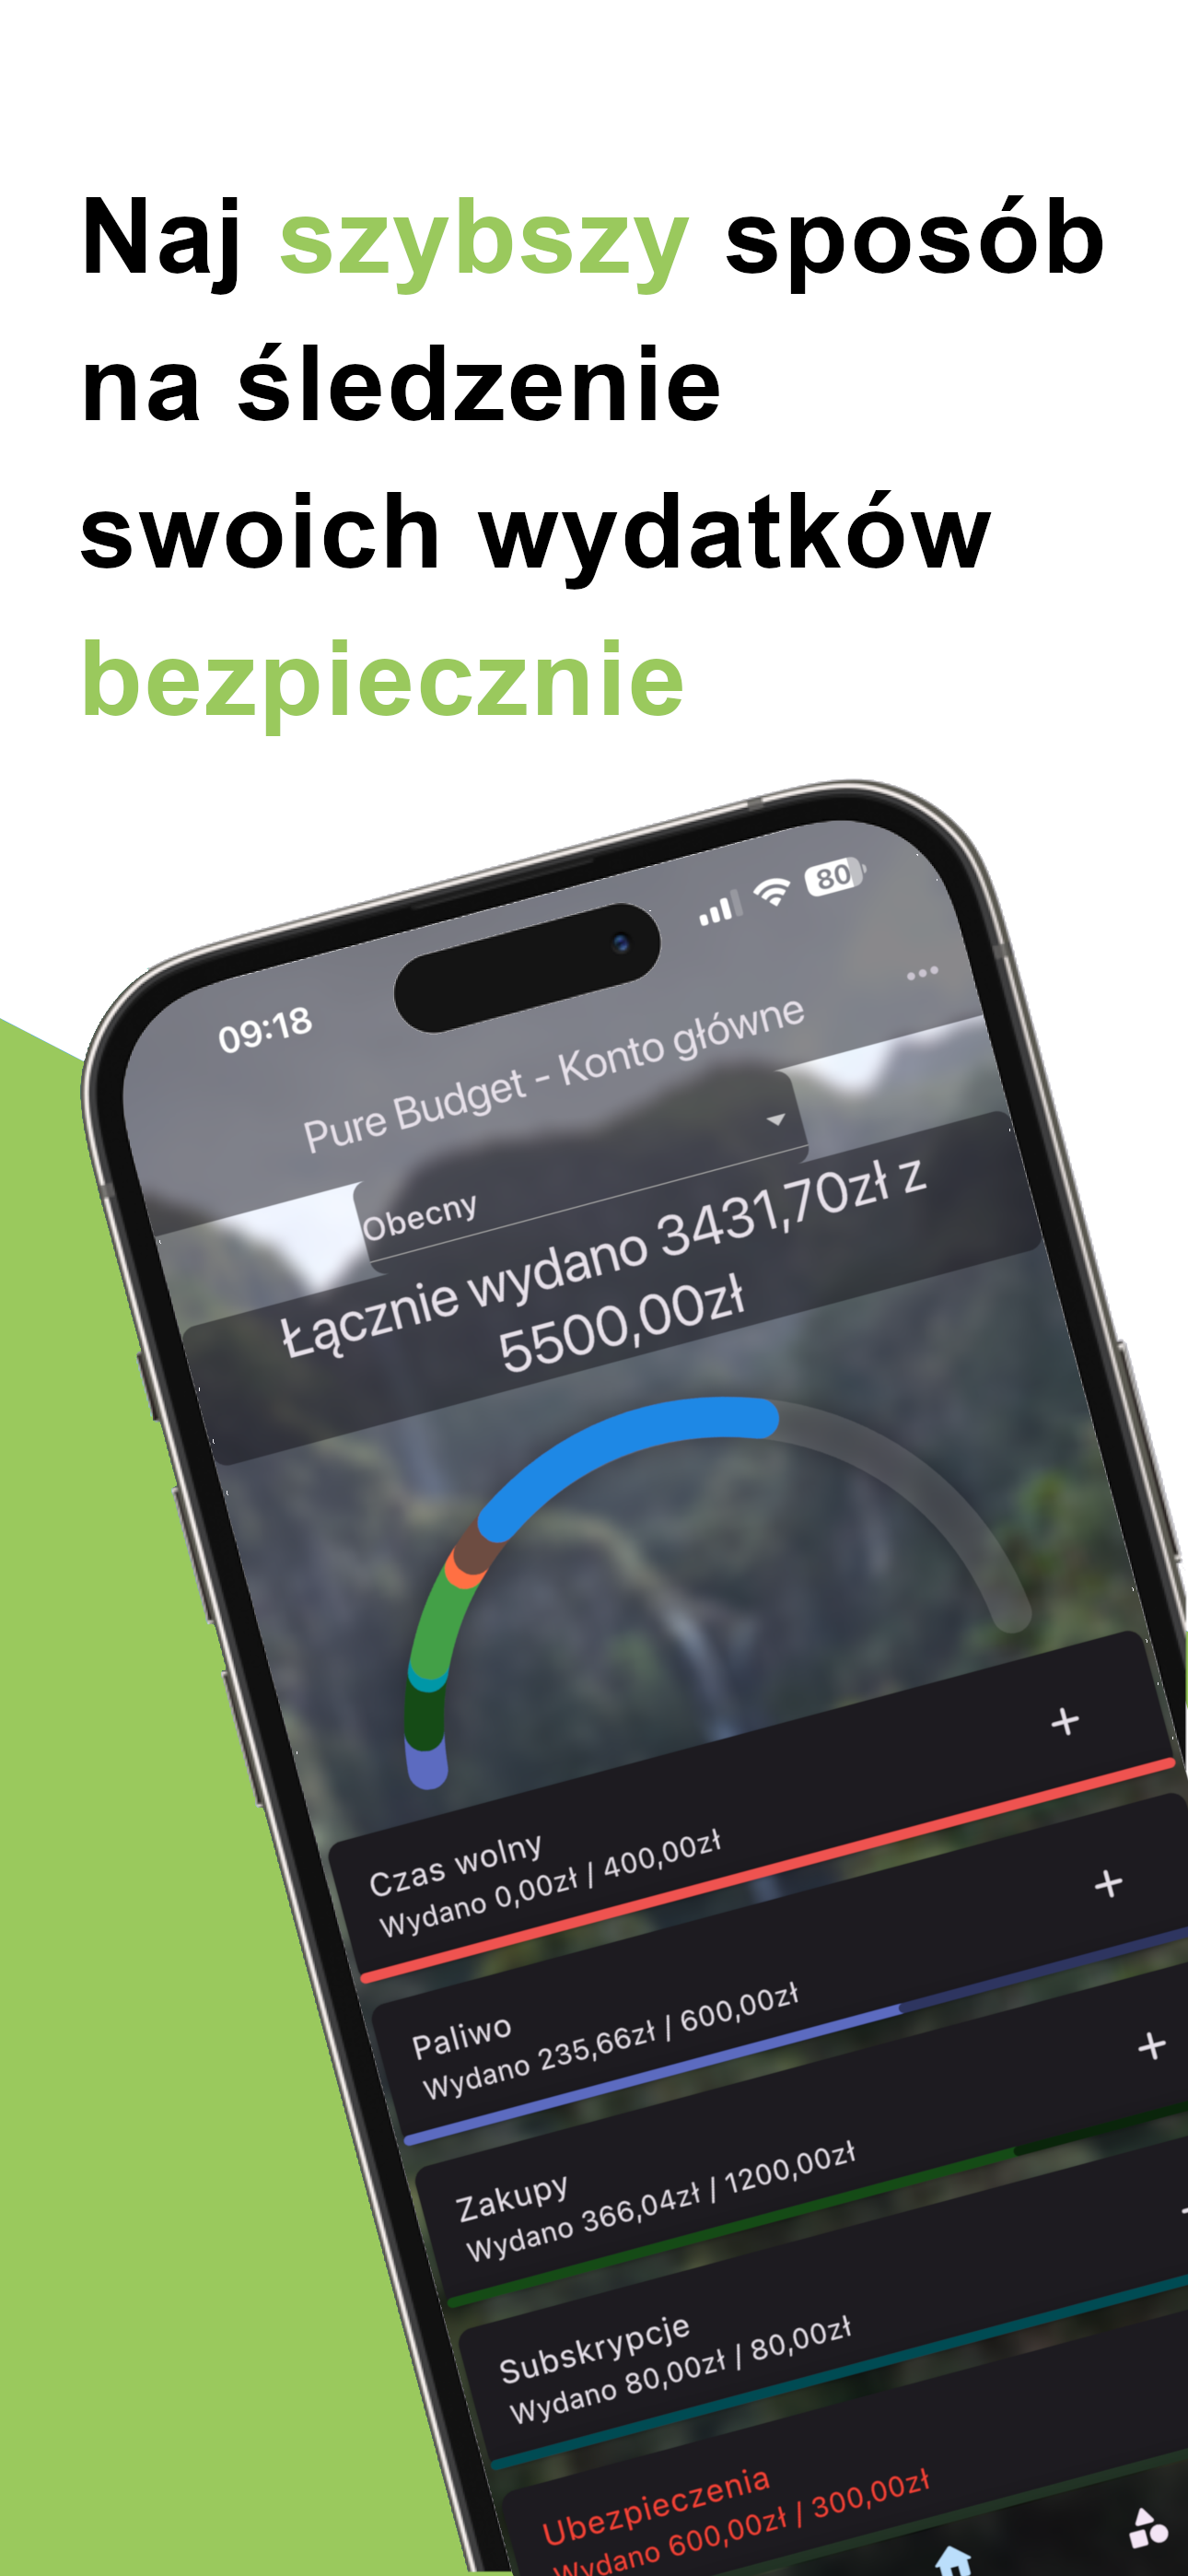 Naj szybszy sposób
na śledzenie
swoich wydatków
bezpiecznie
09:18
80
Pure Budget - Konto główne
Obecny
Łącznie wydano 3431,70zł z
5500,00zł
Czas wolny
Wydano 0,00zł / 400,00zł
Paliwo
Wydano 235,66zł / 600,00zł
Zakupy
Wydano 366,04zł / 1200,00zł
Subskrypcje
Wydano 80,00zł / 80,00zł
Ubezpieczenia
Wydano 600,00zł / 300,00zł